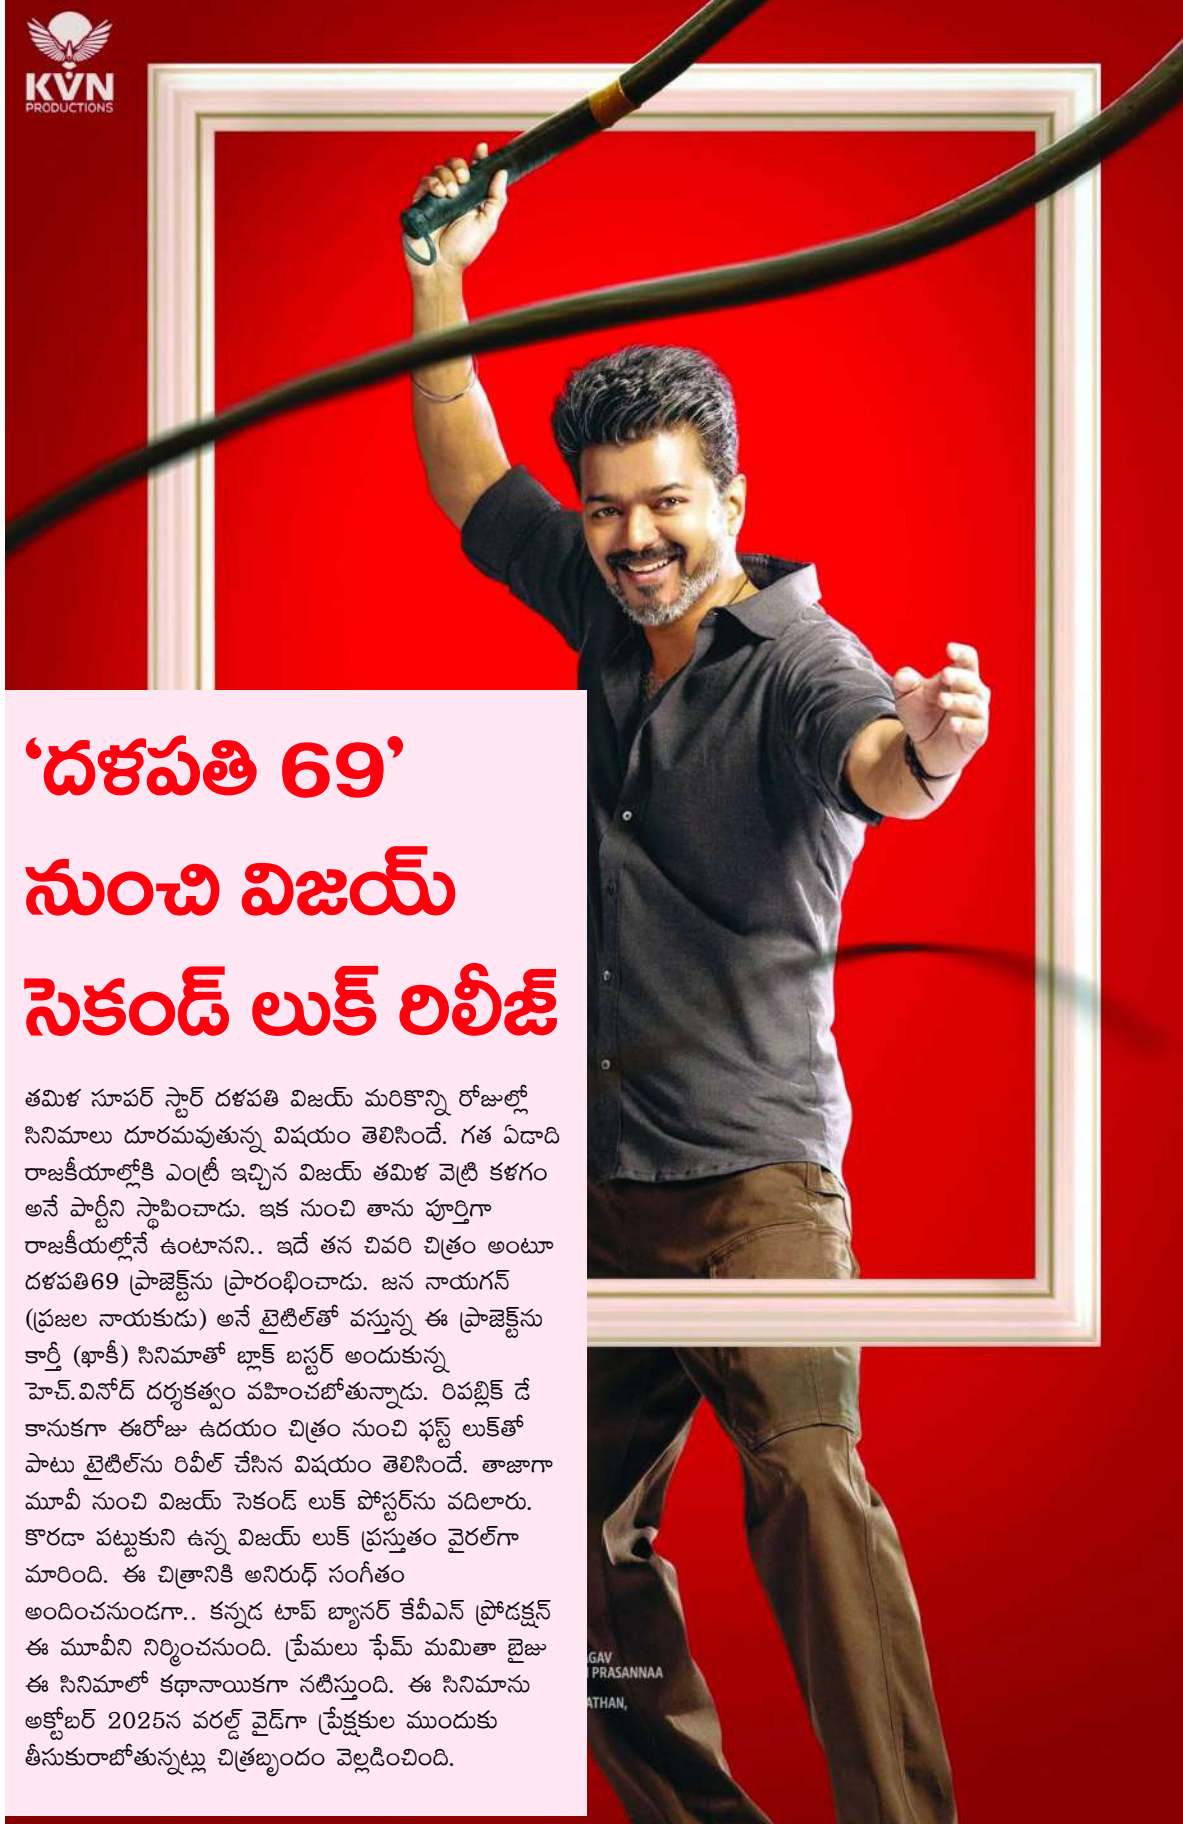 KVN
PRODUCTIONS
‘దళపతి 69’
నుంచి విజయ్
సెకండ్ లుక్ రిలీజ్
తమిళ సూపర్ స్టార్ దళపతి విజయ్ మరికొన్ని రోజుల్లో
సినిమాలు దూరమవుతున్న విషయం తెలిసిందే. గత ఏడాది
రాజకీయాల్లోకి ఎంట్రీ ఇచ్చిన విజయ్ తమిళ వెట్రి కళగం
అనే పార్టీని స్థాపించాడు. ఇక నుంచి తాను పూర్తిగా
రాజకీయల్లోనే ఉంటానని.. ఇదే తన చివరి చిత్రం అంటూ
దళపతి69 ప్రాజెక్ట్‌ను ప్రారంభించాడు. జన నాయగన్
(ప్రజల నాయకుడు) అనే టైటిల్‌తో వస్తున్న ఈ ప్రాజెక్ట్‌ను
కార్తీ (ఖాకీ) సినిమాతో బ్లాక్ బస్టర్ అందుకున్న
హెచ్.వినోద్ దర్శకత్వం వహించబోతున్నాడు. రిపబ్లిక్ డే
కానుకగా ఈరోజు ఉదయం చిత్రం నుంచి ఫస్ట్ లుక్‌తో
పాటు టైటిల్‌ను రివీల్ చేసిన విషయం తెలిసిందే. తాజాగా
మూవీ నుంచి విజయ్ సెకండ్ లుక్ పోస్టర్‌ను వదిలారు.
కొరడా పట్టుకుని ఉన్న విజయ్ లుక్ ప్రస్తుతం వైరల్‌గా
మారింది. ఈ చిత్రానికి అనిరుధ్ సంగీతం
అందించనుండగా.. కన్నడ టాప్ బ్యానర్ కేవీఎన్ ప్రోడక్షన్
ఈ మూవీని నిర్మించనుంది. ప్రేమలు ఫేమ్ మమితా బైజు
ఈ సినిమాలో కథానాయికగా నటిస్తుంది. ఈ సినిమాను
అక్టోబర్ 2025న వరల్డ్ వైడ్‌గా ప్రేక్షకుల ముందుకు
తీసుకురాబోతున్నట్లు చిత్రబృందం వెల్లడించింది.
GAV
PRASANNAA
ATHAN,